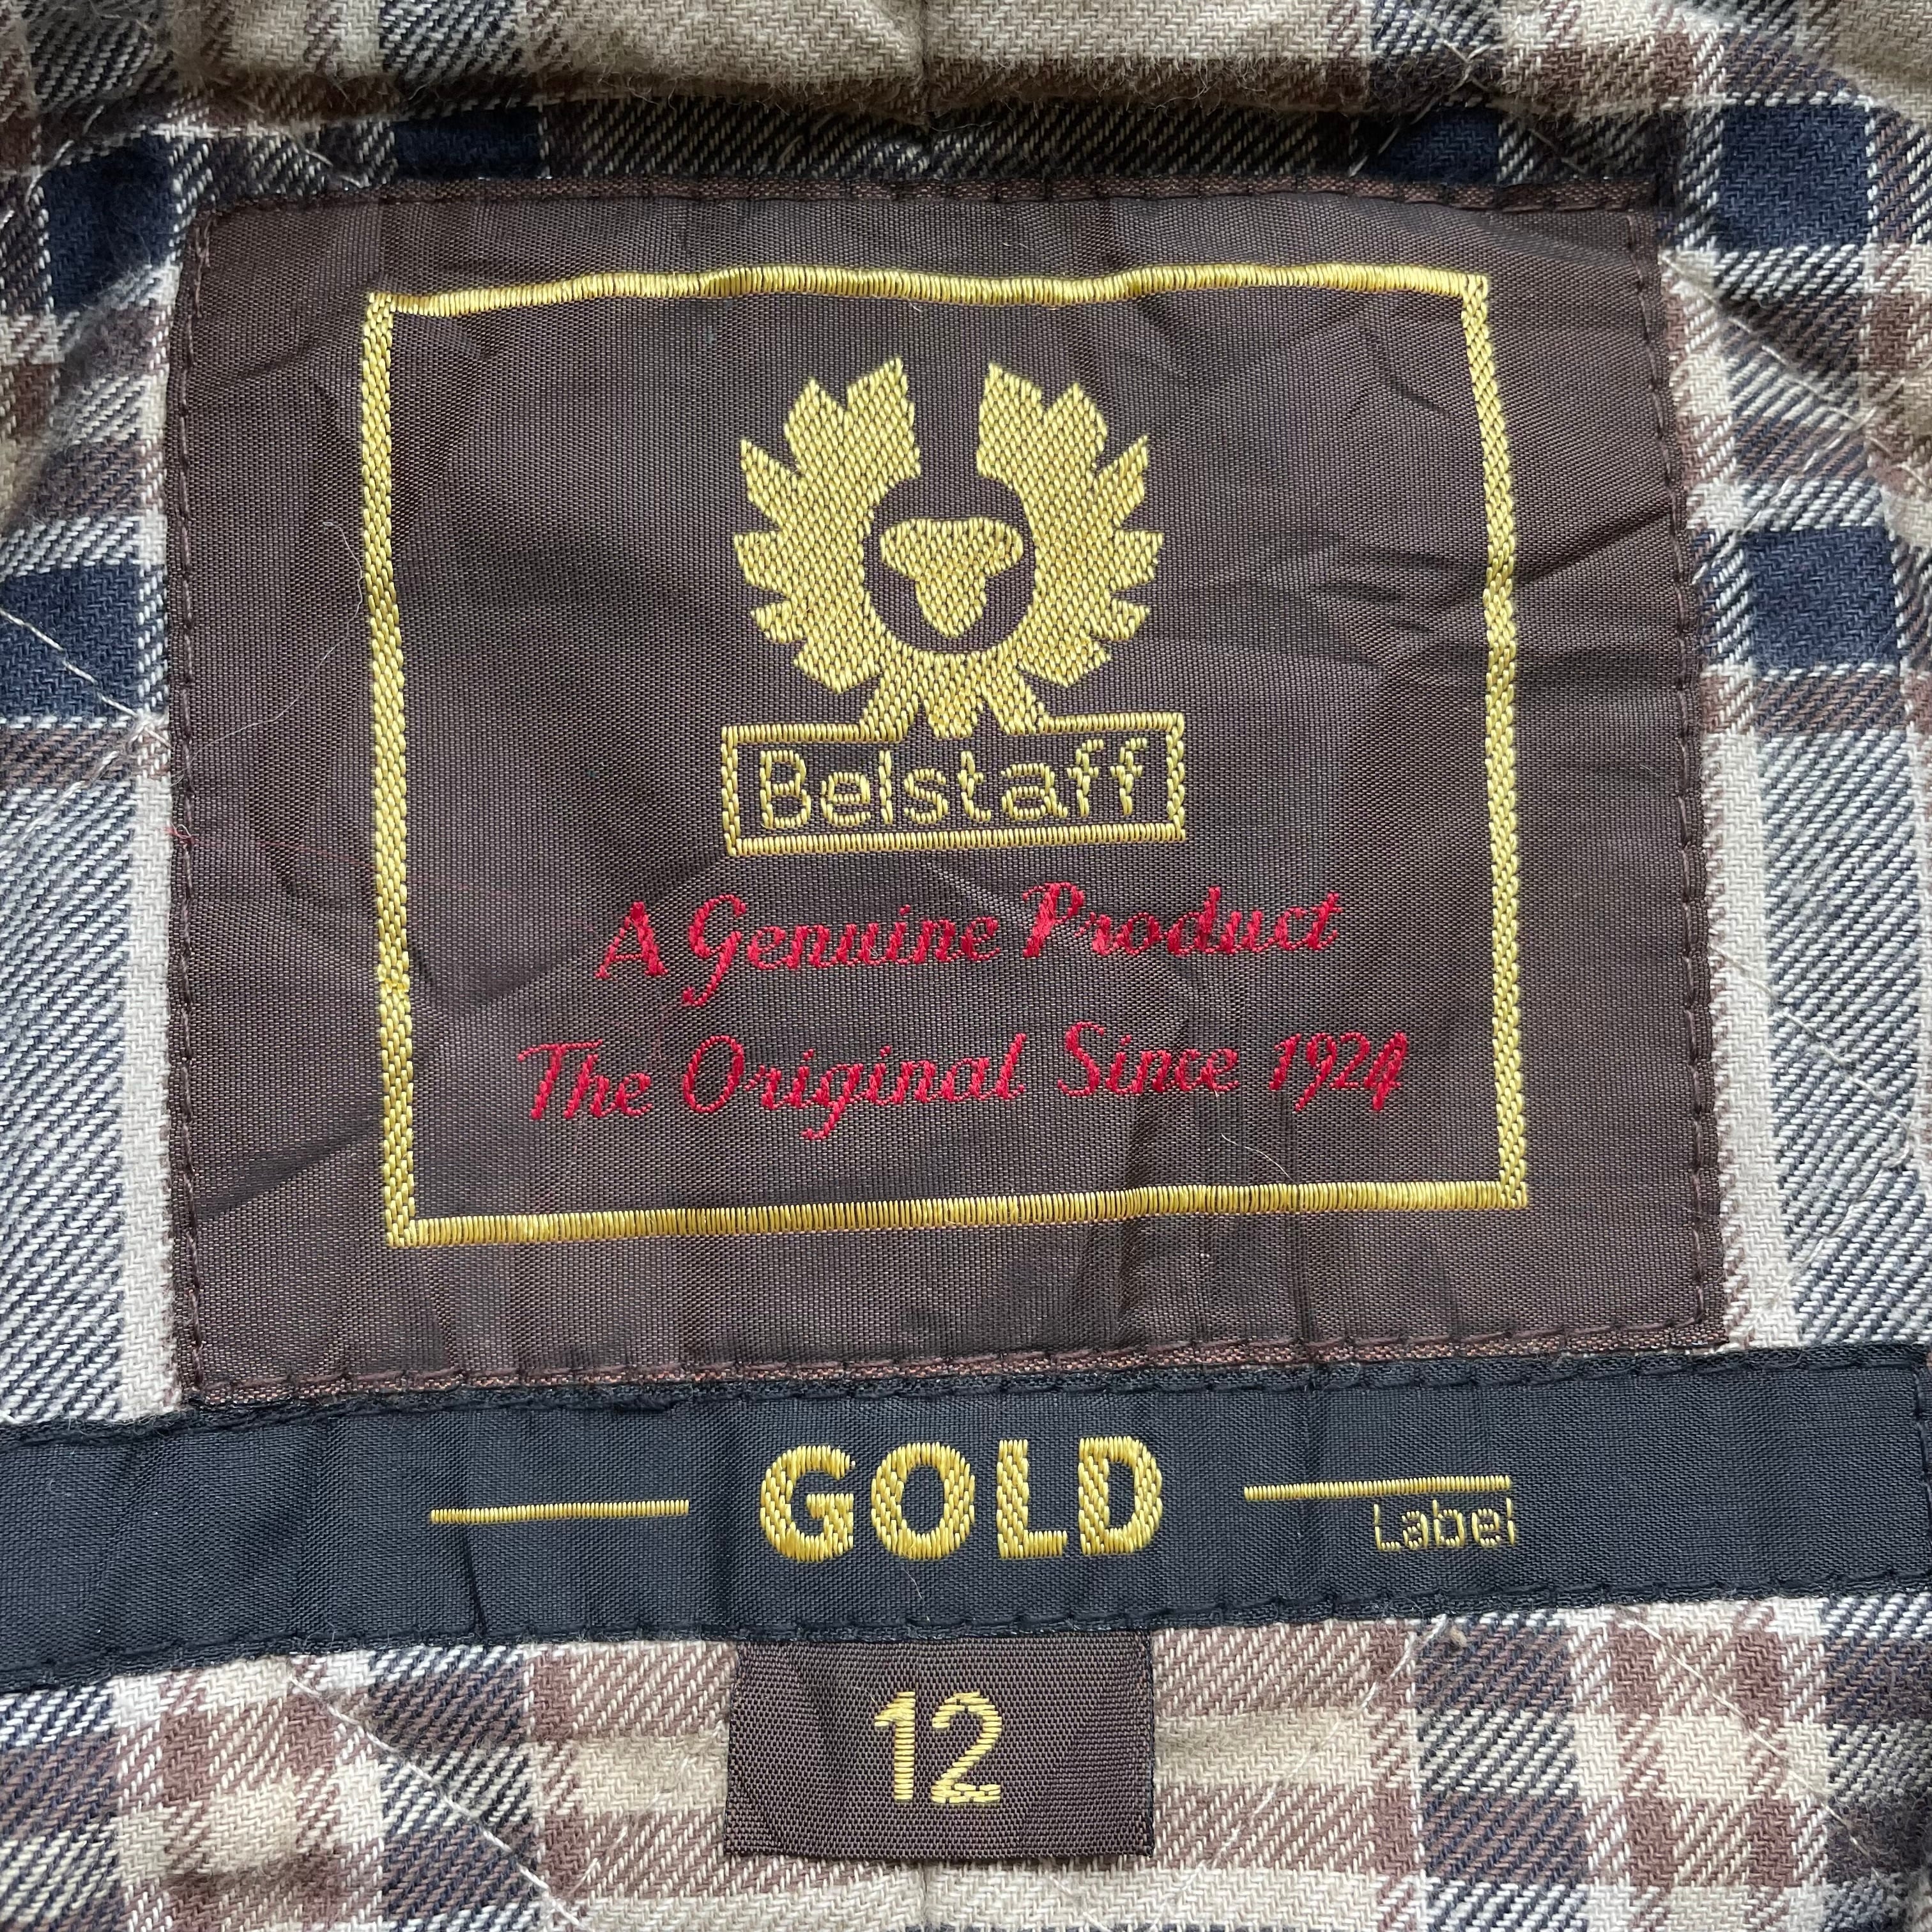 Belstaff
A Genuine Product
The Original Since 1924
GOLD
Label
12